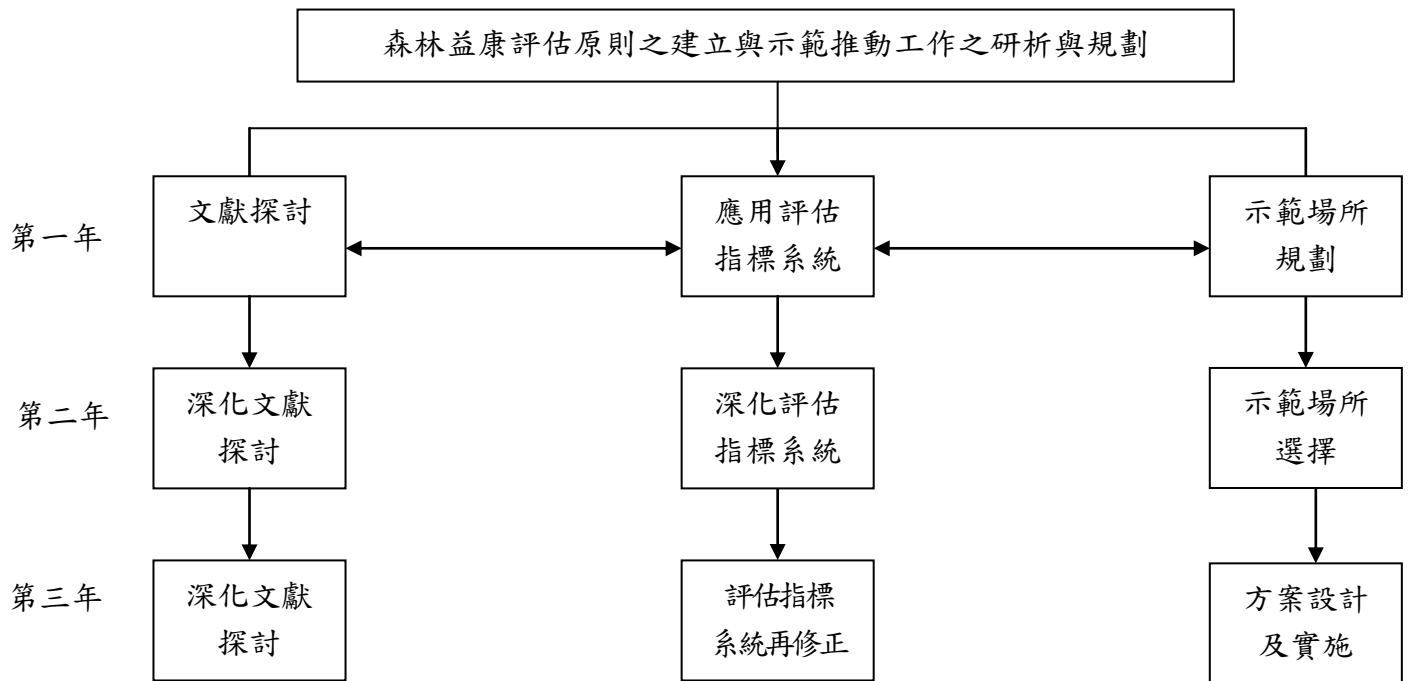 森林益康評估原則之建立與示範推動工作之研析與規劃
第一年
文獻探討
應用評估
指標系統
示範場所
規劃
第二年
深化文獻
探討
深化評估
指標系統
示範場所
選擇
第三年
深化文獻
探討
評估指標
系統再修正
方案設計
及實施